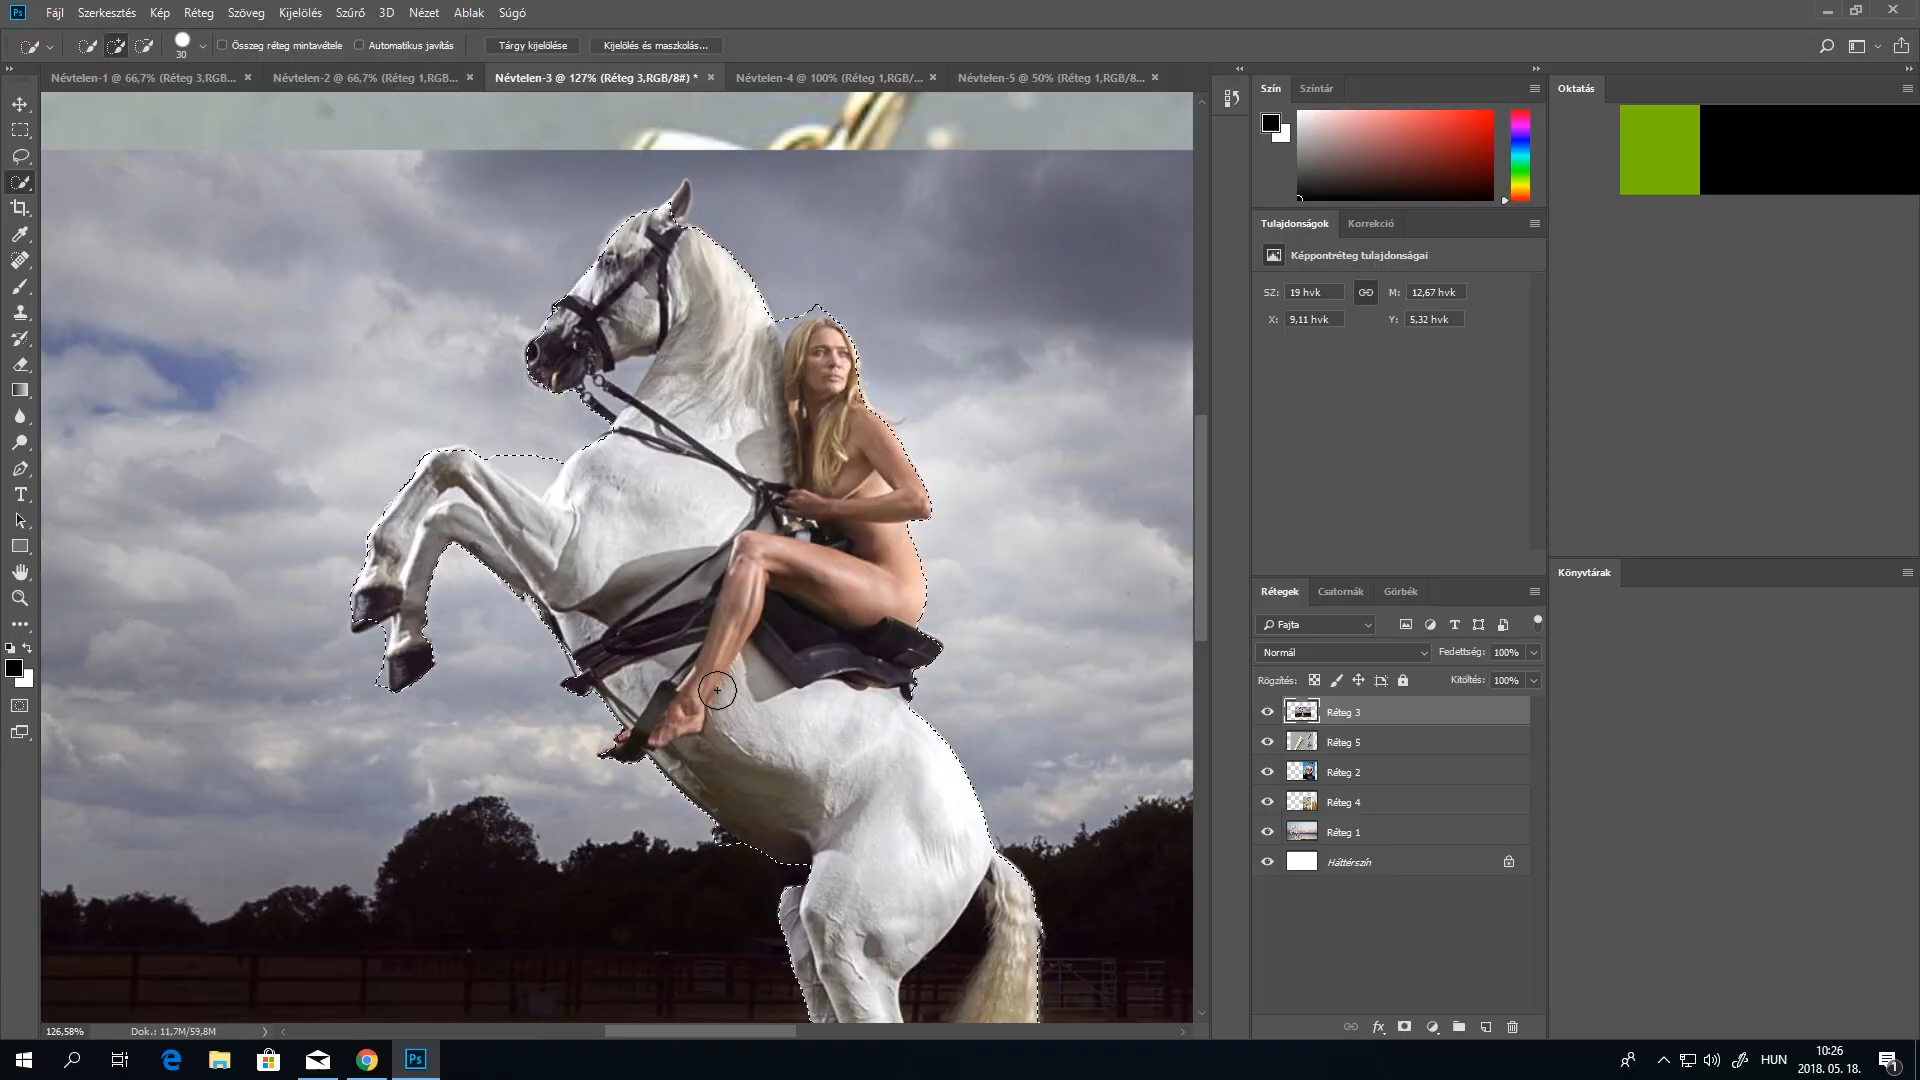 Ps Fájl Szerkesztés Kép Réteg Szöveg Kijelölés Szűrő 3D Nézet Ablak Súgó
30 Összeg réteg mintavétele Automatikus javítás Tárgy kijelölése Kijelölés és maszkolás...
Névtelen-1 @ 66,7% (Réteg 3,RGB... × Névtelen-2 @ 66,7% (Réteg 1,RGB... × Névtelen-3 @ 127% (Réteg 3,RGB/8#) * × Névtelen-4 @ 100% (Réteg 1,RGB/... × Névtelen-5 @ 50% (Réteg 1,RGB/8... ×
Szín Színtár Oktatás
Tulajdonságok Korrekció
Képpontréteg tulajdonságai
SZ: 19 hvk M: 12,67 hvk
X: 9,11 hvk Y: 5,32 hvk
Könyvtárak
Rétegek Csatornák Görbék
Fajta
Normál Fedettség: 100%
Rögzítés: Kitöltés: 100%
Réteg 3
Réteg 5
Réteg 2
Réteg 4
Réteg 1
Háttérszín
fx
126,58% Dok.: 11,7M/59,8M
Ps
HUN
10:26
2018. 05. 18.
1